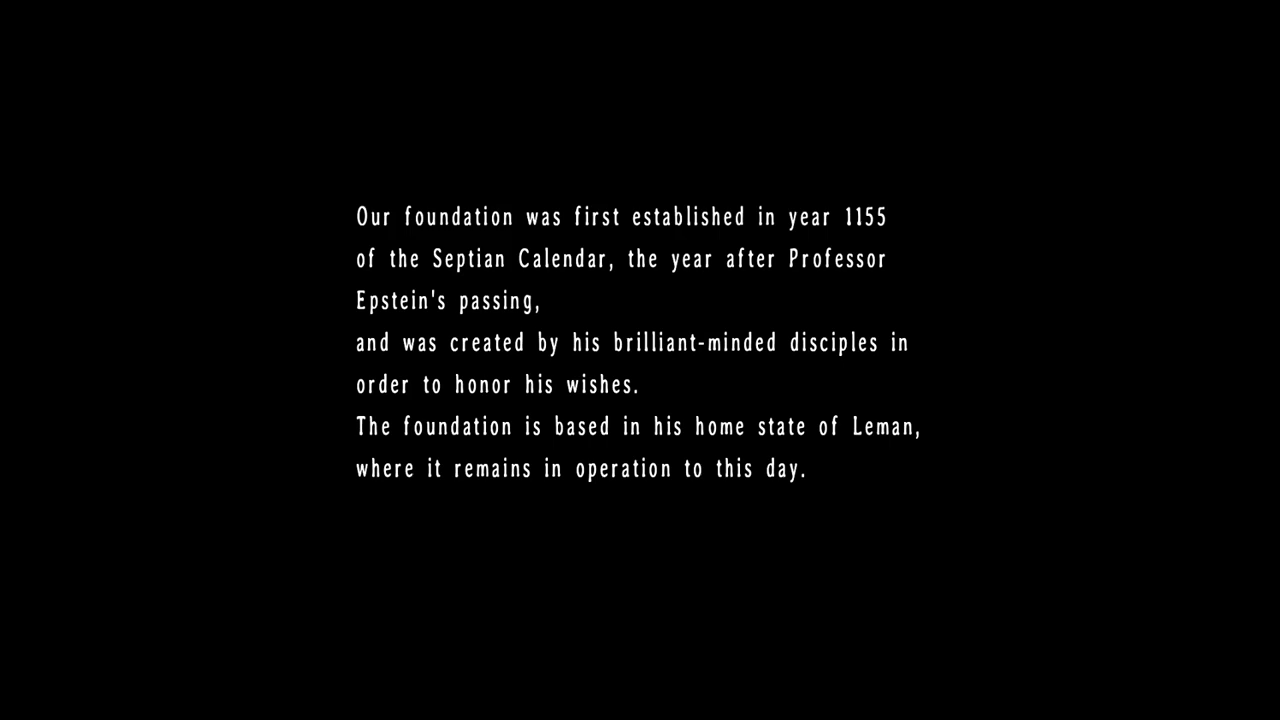 Our foundation was first established in year 1155
of the Septian Calendar, the year after Professor
Epstein's passing,
and was created by his brilliant-minded disciples in
order to honor his wishes.
The foundation is based in his home state of Leman,
where it remains in operation to this day.